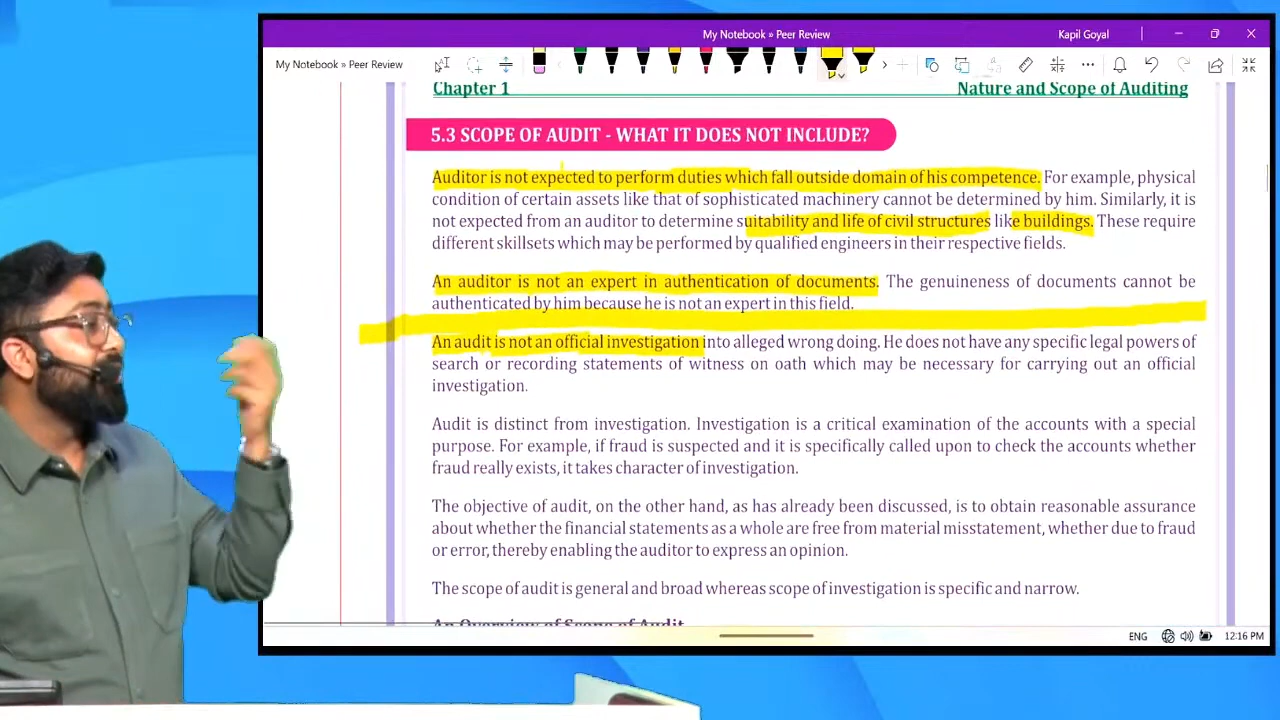 My Notebook » Peer Review
Kapil Goyal
My Notebook » Peer Review
Chapter 1
Nature and Scope of Auditing
5.3 SCOPE OF AUDIT - WHAT IT DOES NOT INCLUDE?
Auditor is not expected to perform duties which fall outside domain of his competence. For example, physical
condition of certain assets like that of sophisticated machinery cannot be determined by him. Similarly, it is
not expected from an auditor to determine suitability and life of civil structures like buildings. These require
different skillsets which may be performed by qualified engineers in their respective fields.
An auditor is not an expert in authentication of documents. The genuineness of documents cannot be
authenticated by him because he is not an expert in this field.
An audit is not an official investigation into alleged wrong doing. He does not have any specific legal powers of
search or recording statements of witness on oath which may be necessary for carrying out an official
investigation.
Audit is distinct from investigation. Investigation is a critical examination of the accounts with a special
purpose. For example, if fraud is suspected and it is specifically called upon to check the accounts whether
fraud really exists, it takes character of investigation.
The objective of audit, on the other hand, as has already been discussed, is to obtain reasonable assurance
about whether the financial statements as a whole are free from material misstatement, whether due to fraud
or error, thereby enabling the auditor to express an opinion.
The scope of audit is general and broad whereas scope of investigation is specific and narrow.
An Overview of Scope of Audit
ENG
12:16 PM